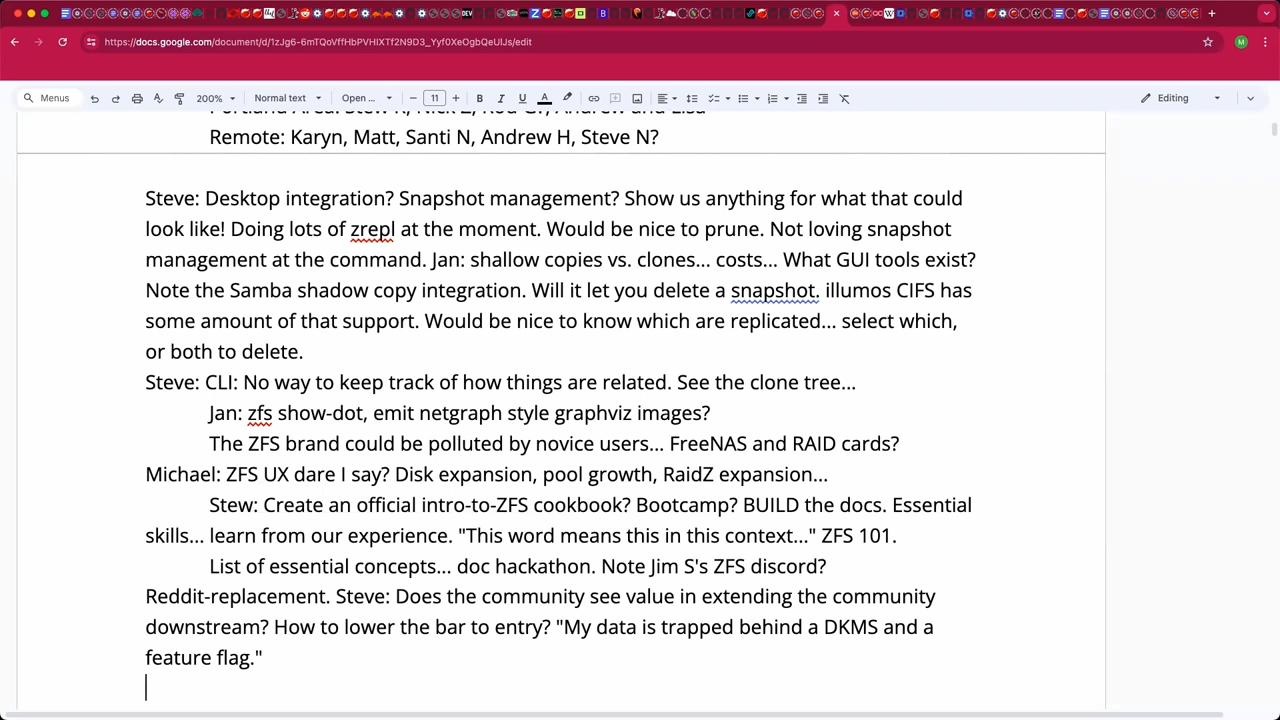 https://docs.google.com/document/d/1zJg6-6mTQoVffHbPVHIXTf2N9D3_Yyf0XeOgbQeUIJs/edit
M
Menus
200%
Normal text
Open ...
11
Editing
Remote: Karyn, Matt, Santi N, Andrew H, Steve N?
Steve: Desktop integration? Snapshot management? Show us anything for what that could
look like! Doing lots of zrepl at the moment. Would be nice to prune. Not loving snapshot
management at the command. Jan: shallow copies vs. clones... costs... What GUI tools exist?
Note the Samba shadow copy integration. Will it let you delete a snapshot. illumos CIFS has
some amount of that support. Would be nice to know which are replicated... select which,
or both to delete.
Steve: CLI: No way to keep track of how things are related. See the clone tree...
Jan: zfs show-dot, emit netgraph style graphviz images?
The ZFS brand could be polluted by novice users... FreeNAS and RAID cards?
Michael: ZFS UX dare I say? Disk expansion, pool growth, RaidZ expansion...
Stew: Create an official intro-to-ZFS cookbook? Bootcamp? BUILD the docs. Essential
skills... learn from our experience. "This word means this in this context..." ZFS 101.
List of essential concepts... doc hackathon. Note Jim S's ZFS discord?
Reddit-replacement. Steve: Does the community see value in extending the community
downstream? How to lower the bar to entry? "My data is trapped behind a DKMS and a
feature flag."